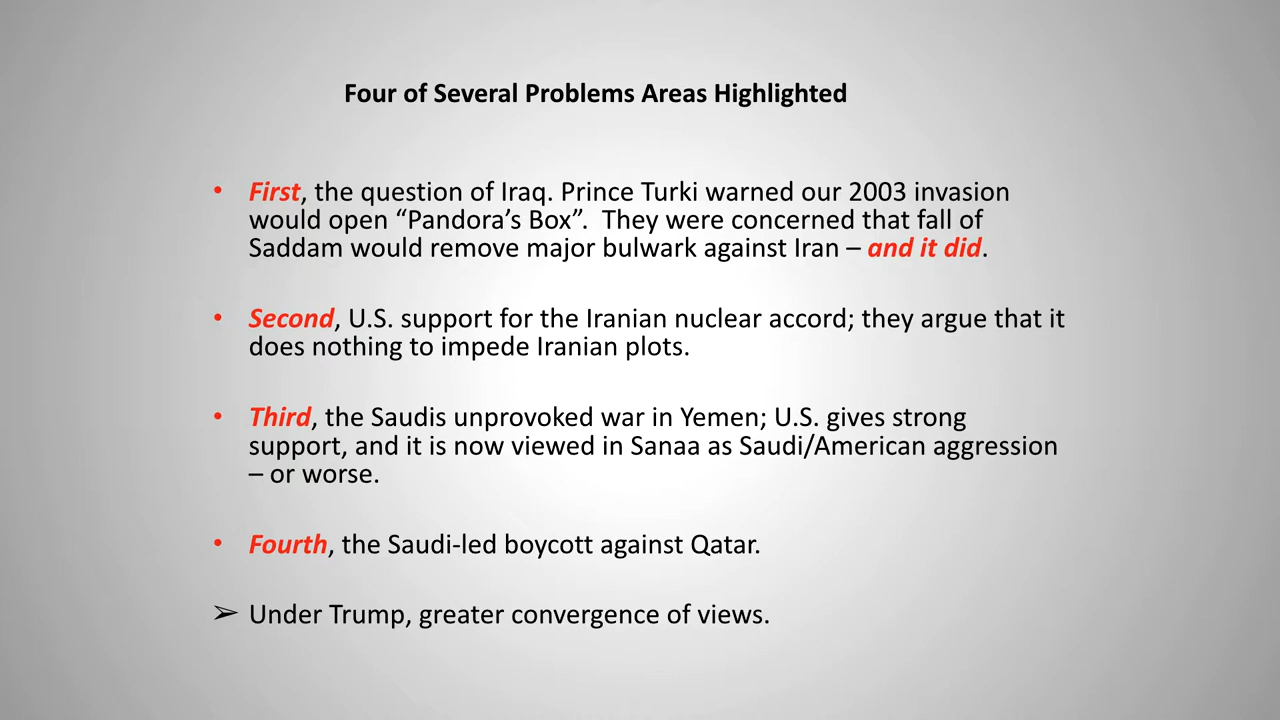 Four of Several Problems Areas Highlighted
• First, the question of Iraq. Prince Turki warned our 2003 invasion
would open “Pandora’s Box”.  They were concerned that fall of
Saddam would remove major bulwark against Iran – and it did.
• Second, U.S. support for the Iranian nuclear accord; they argue that it
does nothing to impede Iranian plots.
• Third, the Saudis unprovoked war in Yemen; U.S. gives strong
support, and it is now viewed in Sanaa as Saudi/American aggression
– or worse.
• Fourth, the Saudi-led boycott against Qatar.
➢ Under Trump, greater convergence of views.